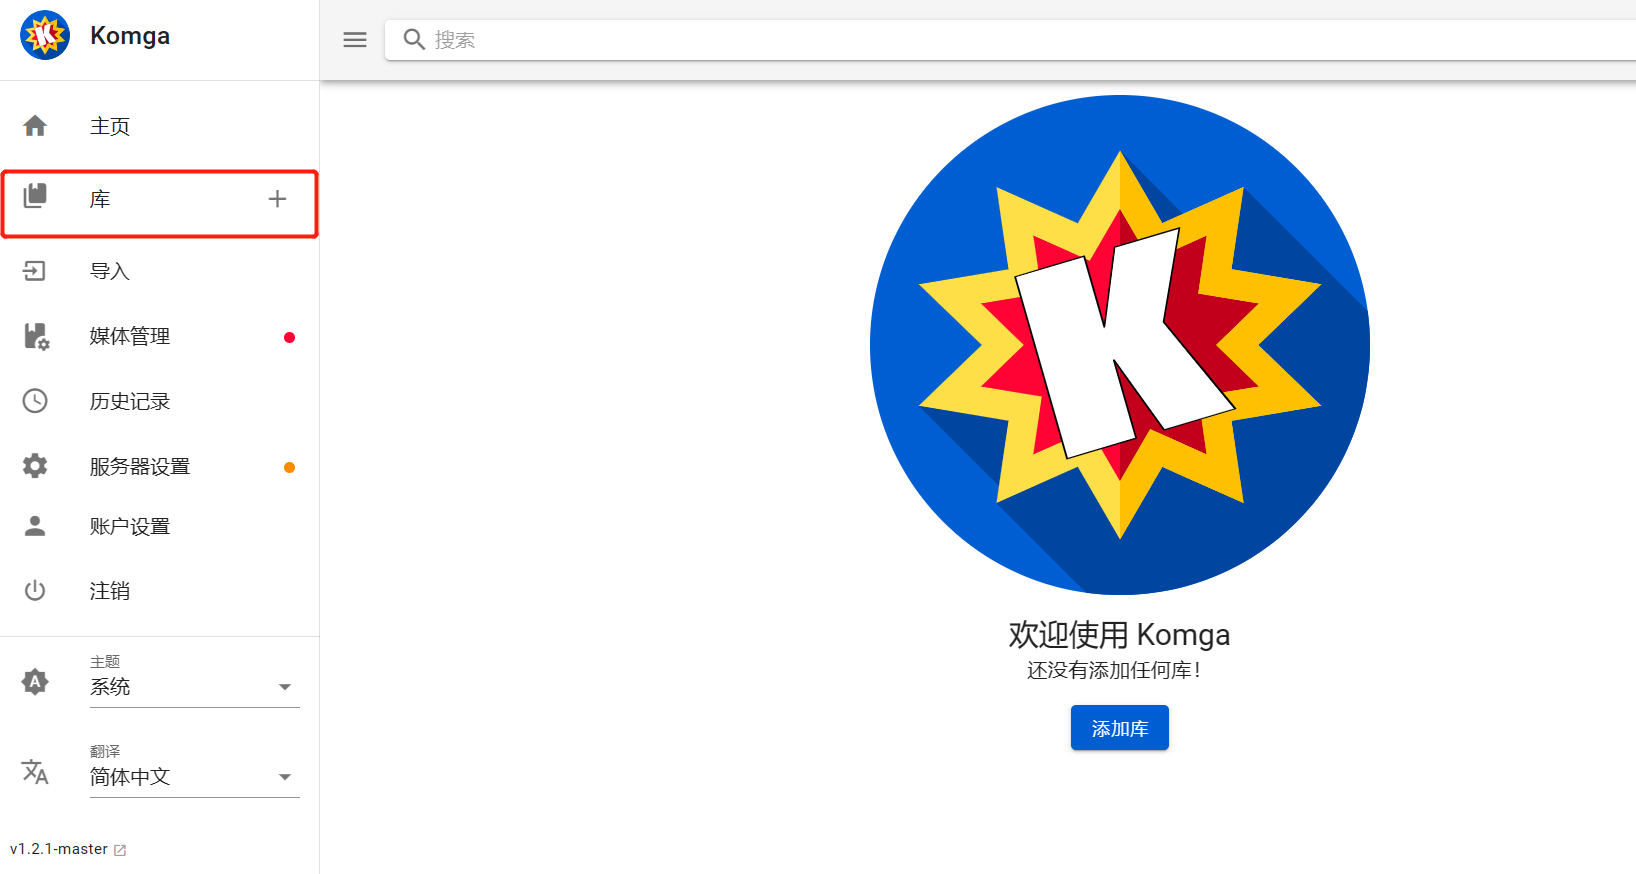 Komga
搜索
主页
库
导入
媒体管理
历史记录
服务器设置
账户设置
注销
主题
系统
翻译
简体中文
v1.2.1-master
K
欢迎使用 Komga
还没有添加任何库！
添加库